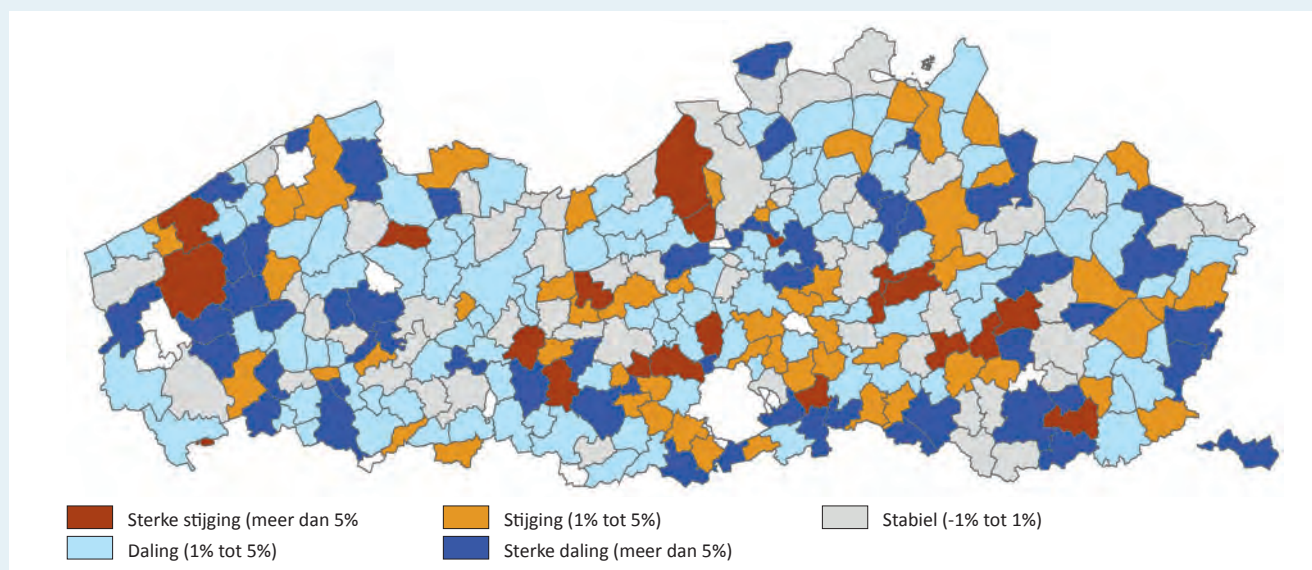 Sterke stijging (meer dan 5%
Stijging (1% tot 5%)
Stabiel (-1% tot 1%)
Daling (1% tot 5%)
Sterke daling (meer dan 5%)